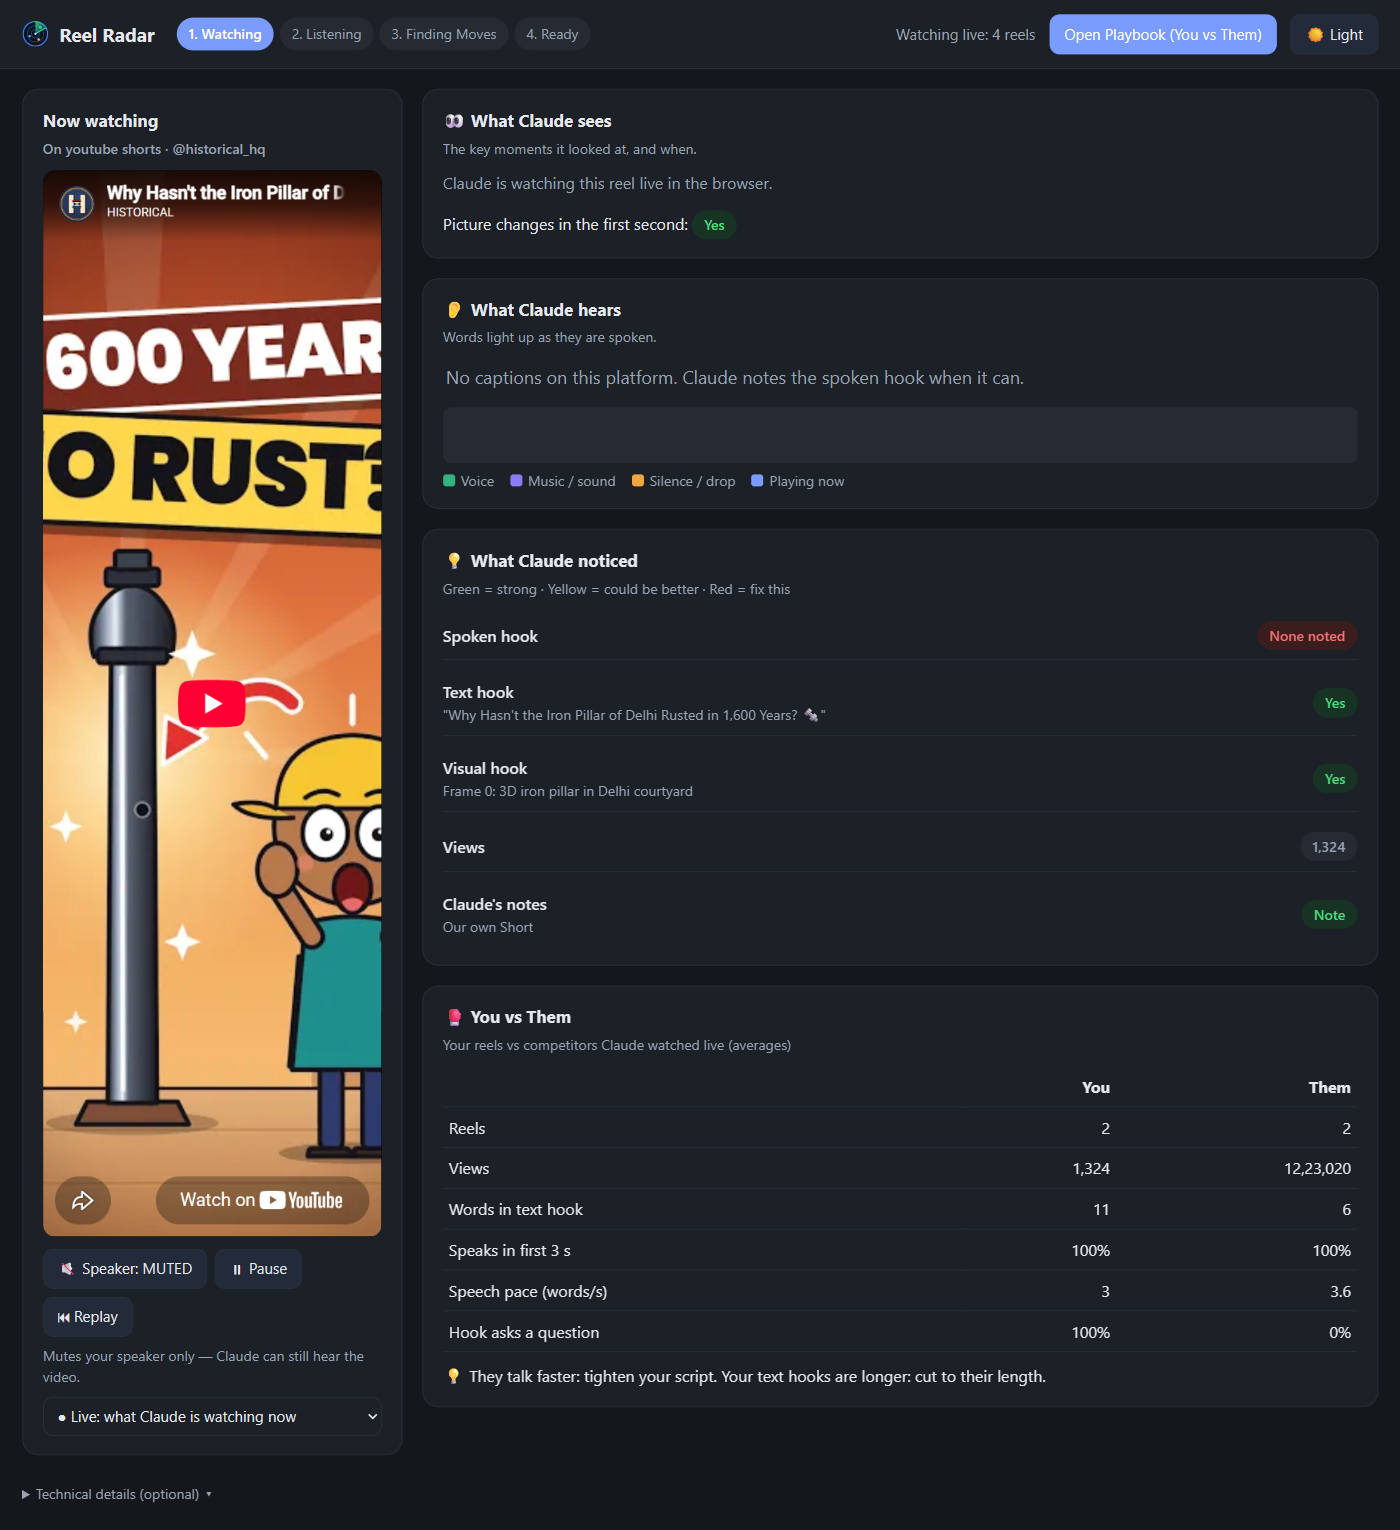 Reel Radar
1. Watching
2. Listening
3. Finding Moves
4. Ready
Watching live: 4 reels
Open Playbook (You vs Them)
Light
Now watching
On youtube shorts · @historical_hq
Why Hasn't the Iron Pillar of D
HISTORICAL
600 YEAR
O RUST?
Watch on YouTube
Speaker: MUTED
Pause
Replay
Mutes your speaker only — Claude can still hear the
video.
● Live: what Claude is watching now
What Claude sees
The key moments it looked at, and when.
Claude is watching this reel live in the browser.
Picture changes in the first second: Yes
What Claude hears
Words light up as they are spoken.
No captions on this platform. Claude notes the spoken hook when it can.
Voice
Music / sound
Silence / drop
Playing now
What Claude noticed
Green = strong · Yellow = could be better · Red = fix this
Spoken hook
None noted
Text hook
"Why Hasn't the Iron Pillar of Delhi Rusted in 1,600 Years? 🔩"
Yes
Visual hook
Frame 0: 3D iron pillar in Delhi courtyard
Yes
Views
1,324
Claude's notes
Our own Short
Note
You vs Them
Your reels vs competitors Claude watched live (averages)
You Them
Reels 2 2
Views 1,324 12,23,020
Words in text hook 11 6
Speaks in first 3 s 100% 100%
Speech pace (words/s) 3 3.6
Hook asks a question 100% 0%
They talk faster: tighten your script. Your text hooks are longer: cut to their length.
▶ Technical details (optional) ▾